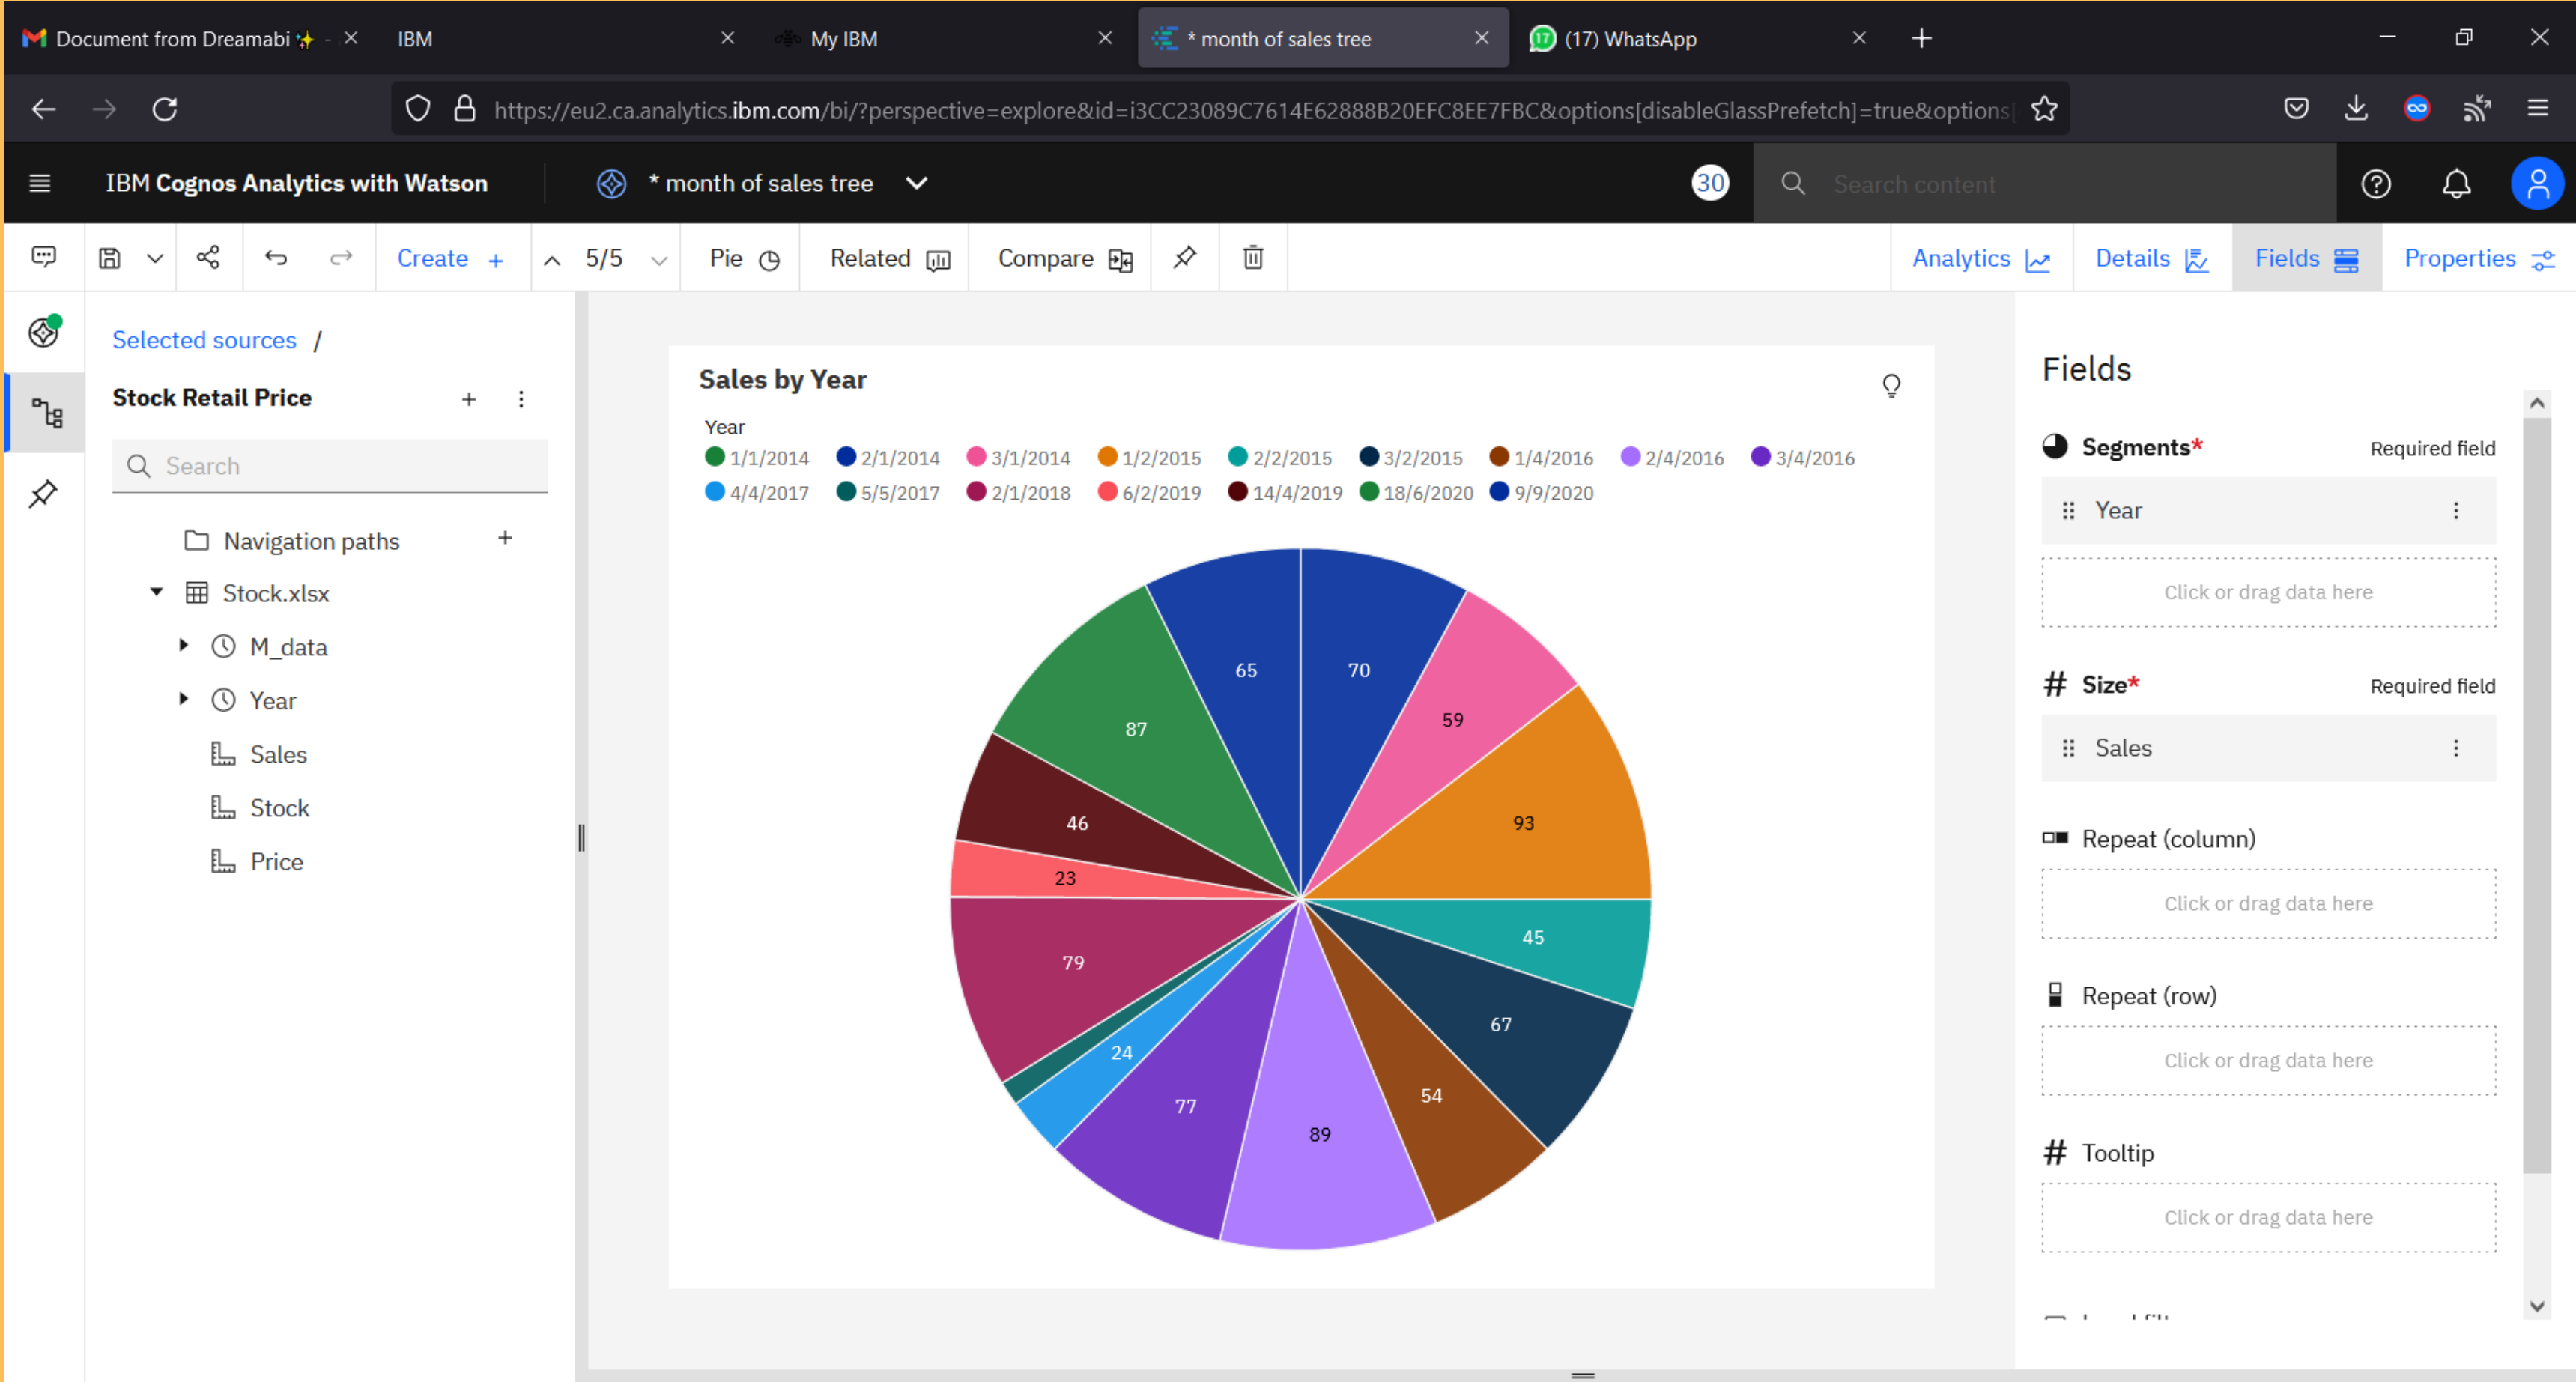 Document from Dreamabi ✨ -
IBM
My IBM
* month of sales tree
(17) WhatsApp
https://eu2.ca.analytics.ibm.com/bi/?perspective=explore&id=i3CC23089C7614E62888B20EFC8EE7FBC&options[disableGlassPrefetch]=true&options[
IBM Cognos Analytics with Watson
* month of sales tree
30
Search content
Create +
5/5
Pie
Related
Compare
Analytics
Details
Fields
Properties
Selected sources /
Stock Retail Price
Search
Navigation paths
Stock.xlsx
M_data
Year
Sales
Stock
Price
Sales by Year
Year
1/1/2014 2/1/2014 3/1/2014 1/2/2015 2/2/2015 3/2/2015 1/4/2016 2/4/2016 3/4/2016
4/4/2017 5/5/2017 2/1/2018 6/2/2019 14/4/2019 18/6/2020 9/9/2020
65
70
59
87
93
46
23
45
79
67
24
54
77
89
Fields
Segments* Required field
Year
Click or drag data here
Size* Required field
Sales
Repeat (column)
Click or drag data here
Repeat (row)
Click or drag data here
Tooltip
Click or drag data here